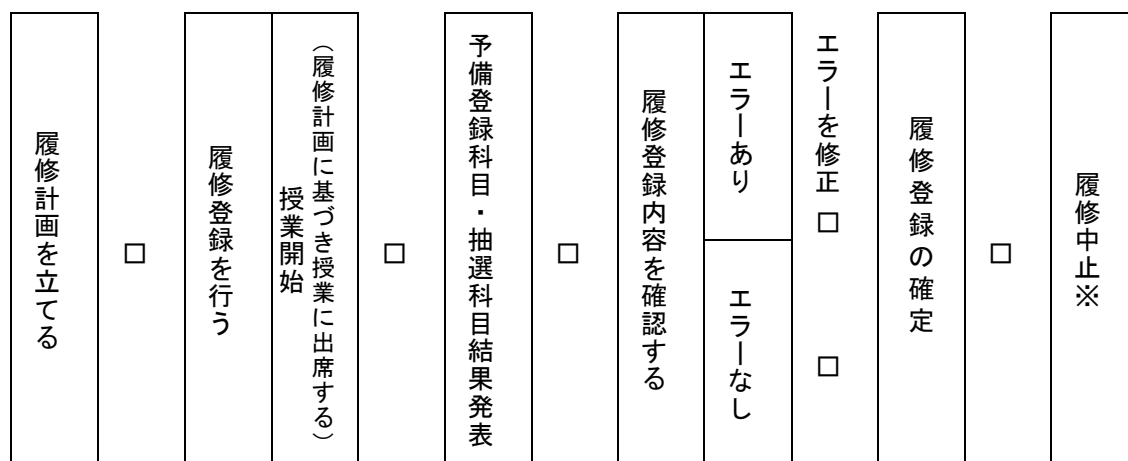 履修計画を立てる
□
履修登録を行う
授業開始
（履修計画に基づき授業に出席する）
□
予備登録科目・抽選科目結果発表
□
履修登録内容を確認する
エラーあり
エラーなし
エラーを修正 □
□
履修登録の確定
□
履修中止※